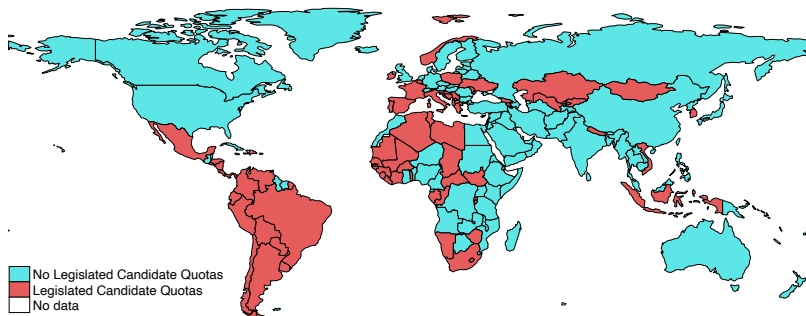 No Legislated Candidate Quotas
Legislated Candidate Quotas
No data